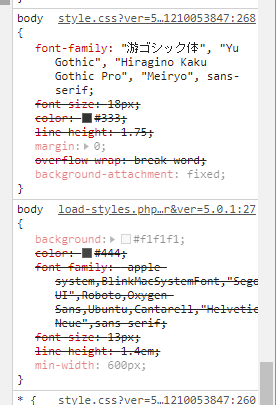 body style.css?ver=5…1210053847:268
{
font-family: "游ゴシック体", "Yu
Gothic", "Hiragino Kaku
Gothic Pro", "Meiryo", sans-
serif;
font-size: 18px;
color: #333;
line-height: 1.75;
margin: 0;
overflow-wrap: break-word;
background-attachment: fixed;
}
body load-styles.php…r&ver=5.0.1:27
{
background: #f1f1f1;
color: #444;
font-family: -apple-
system,BlinkMacSystemFont,"Sego
UI",Roboto,Oxygen-
Sans,Ubuntu,Cantarell,"Helvetic
Neue",sans-serif;
font-size: 13px;
line-height: 1.4em;
min-width: 600px;
}
* { style.css?ver=5…1210053847:260